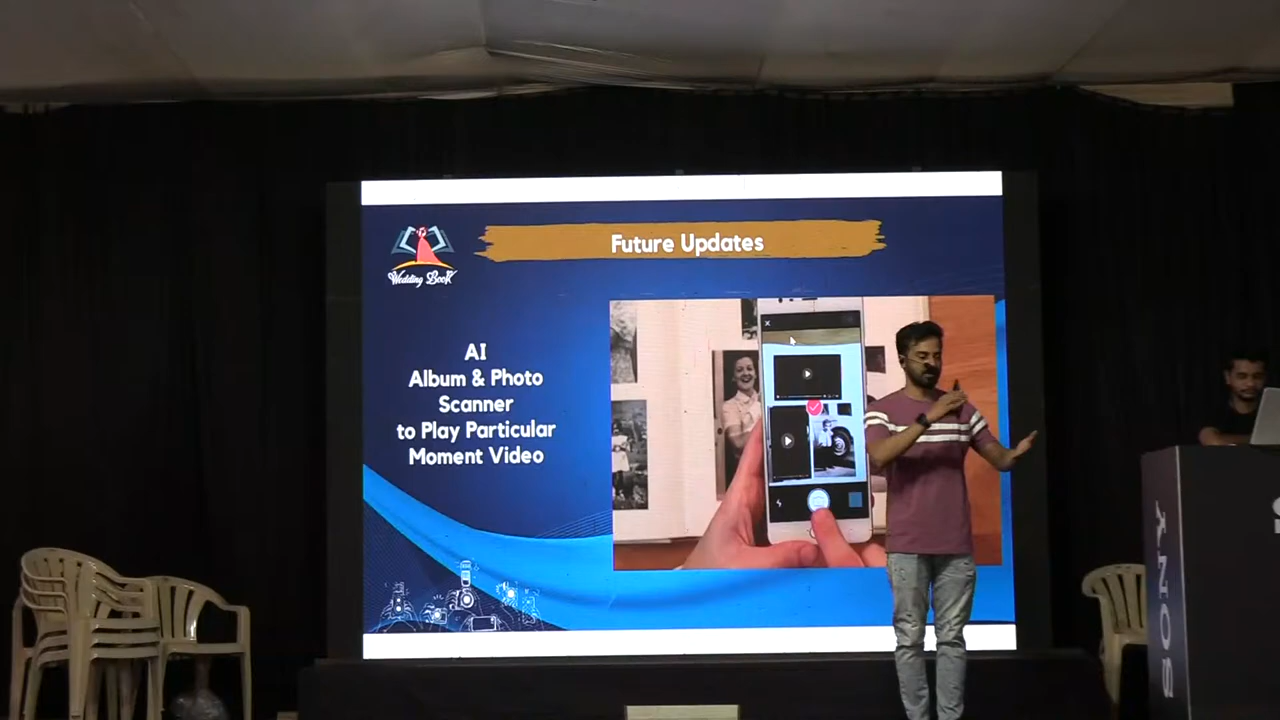 Future Updates
Wedding Book
AI
Album & Photo
Scanner
to Play Particular
Moment Video
SONY